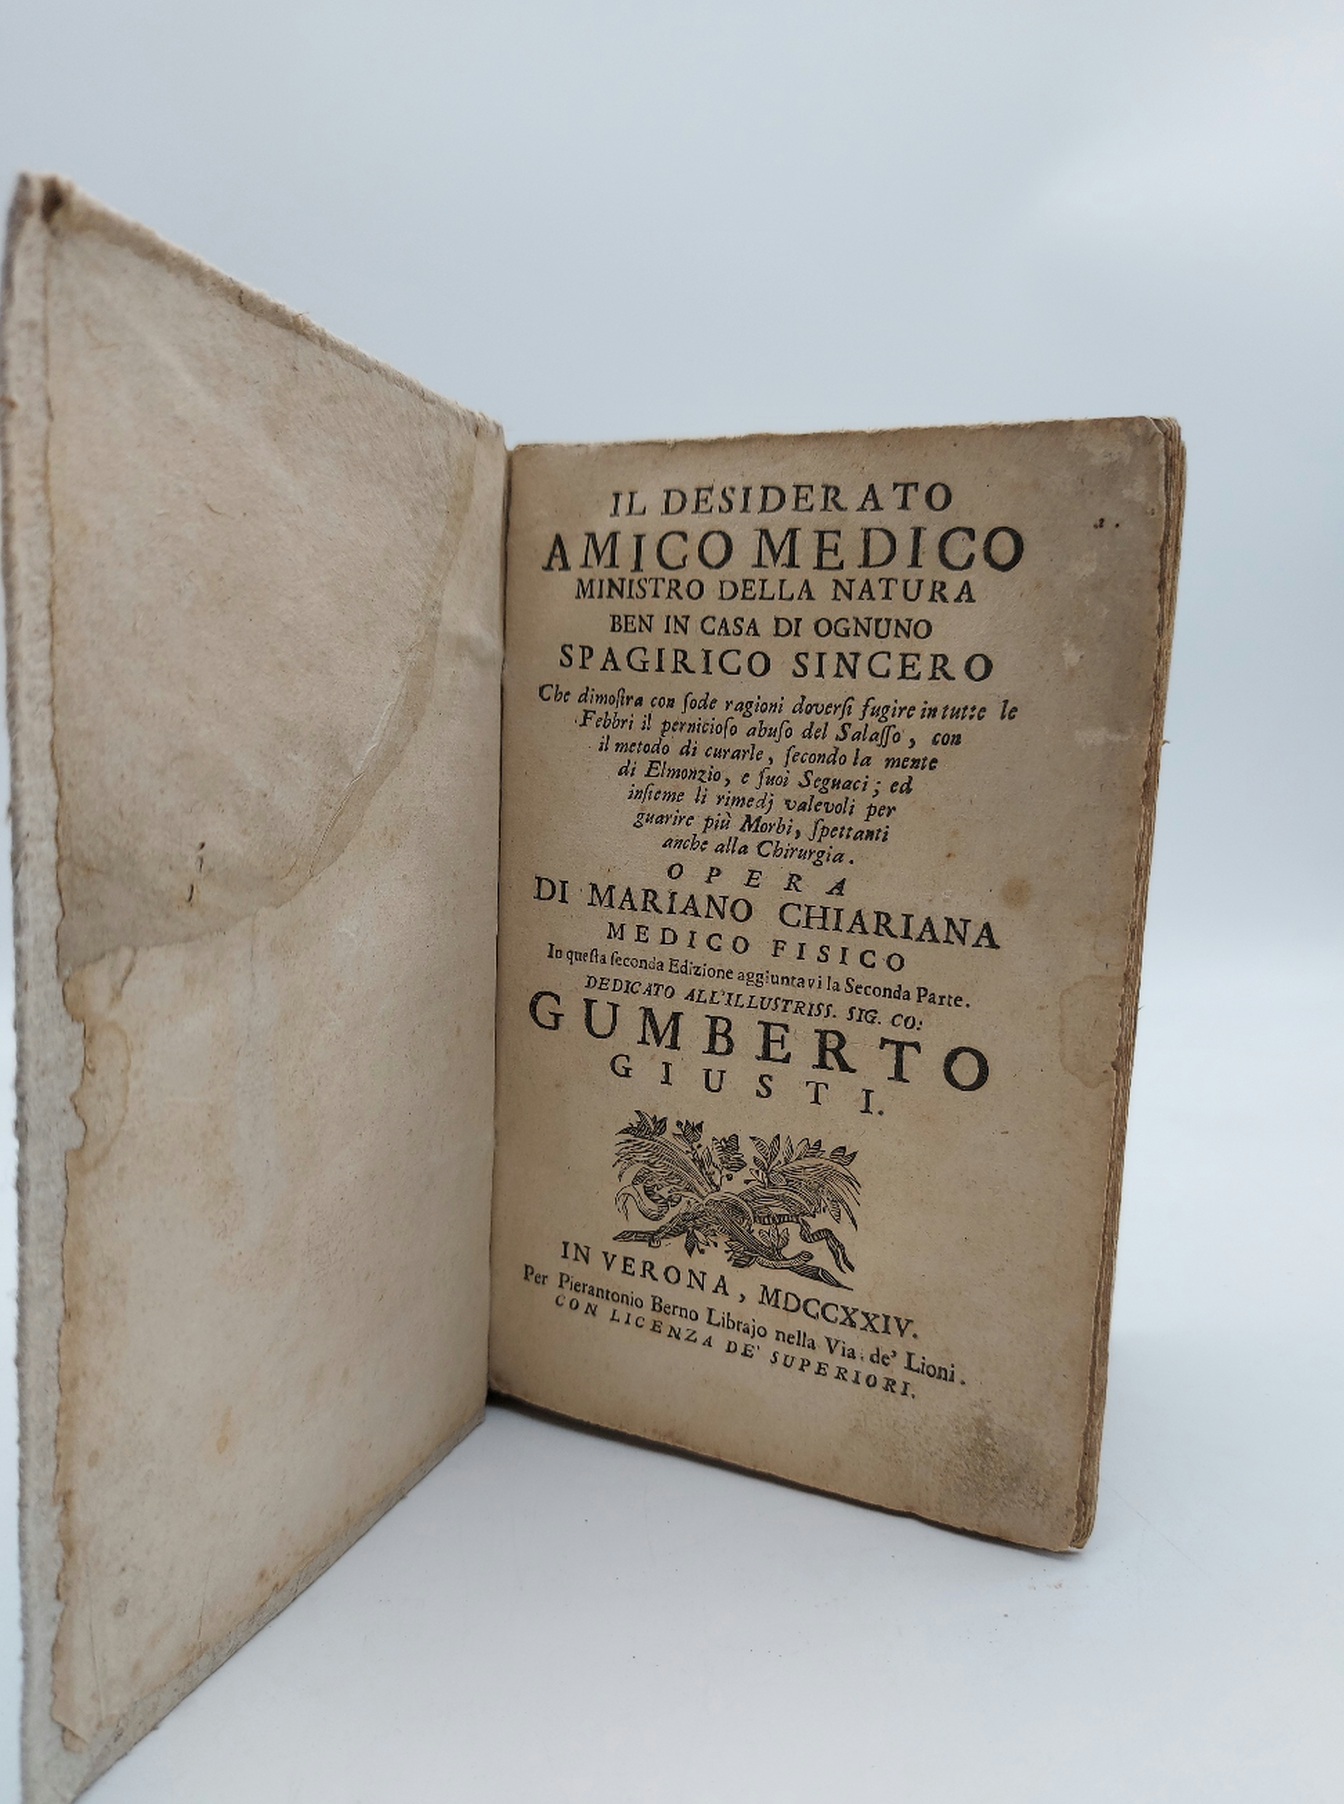 IL DESIDERATO
AMICO MEDICO
MINISTRO DELLA NATURA
BEN IN CASA DI OGNUNO
SPAGIRICO SINCERO
Che dimoſtra con ſode ragioni doverſi fugire in tutte le
Febbri il pernicioſo abuſo del Salaſſo, con
il metodo di curarle, ſecondo la mente
di Elmonzio, e ſuoi Seguaci; ed
inſieme li rimedj valevoli per
guarire più Morbi, ſpettanti
anche alla Chirurgia.
OPERA
DI MARIANO CHIARIANA
MEDICO FISICO
In queſta ſeconda Edizione aggiuntavi la Seconda Parte.
DEDICATO ALL'ILLUSTRISS. SIG. CO:
GUMBERTO
GIUSTI.
IN VERONA, MDCCXXIV.
Per Pierantonio Berno Librajo nella Via de' Lioni.
CON LICENZA DE' SUPERIORI.